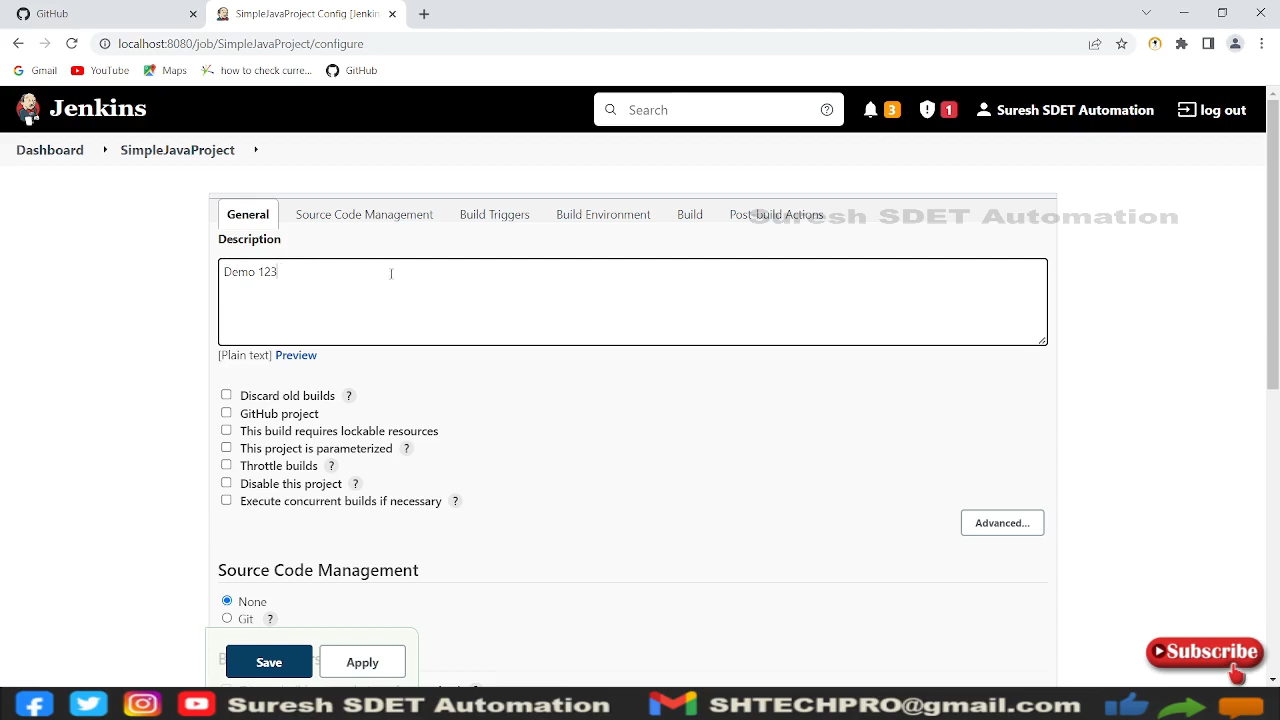 GitHub
SimpleJavaProject Config [Jenkin
localhost:8080/job/SimpleJavaProject/configure
Gmail YouTube Maps how to check curre... GitHub
Jenkins Search ? 3 1 Suresh SDET Automation log out
Dashboard SimpleJavaProject
General Source Code Management Build Triggers Build Environment Build Post-Build Actions
Suresh SDET Automation
Description
Demo 123
[Plain text] Preview
Discard old builds ?
GitHub project
This build requires lockable resources
This project is parameterized ?
Throttle builds ?
Disable this project ?
Execute concurrent builds if necessary ?
Advanced...
Source Code Management
None
Git ?
Save Apply
Subscribe
Suresh SDET Automation SHTECHPRO@gmail.com